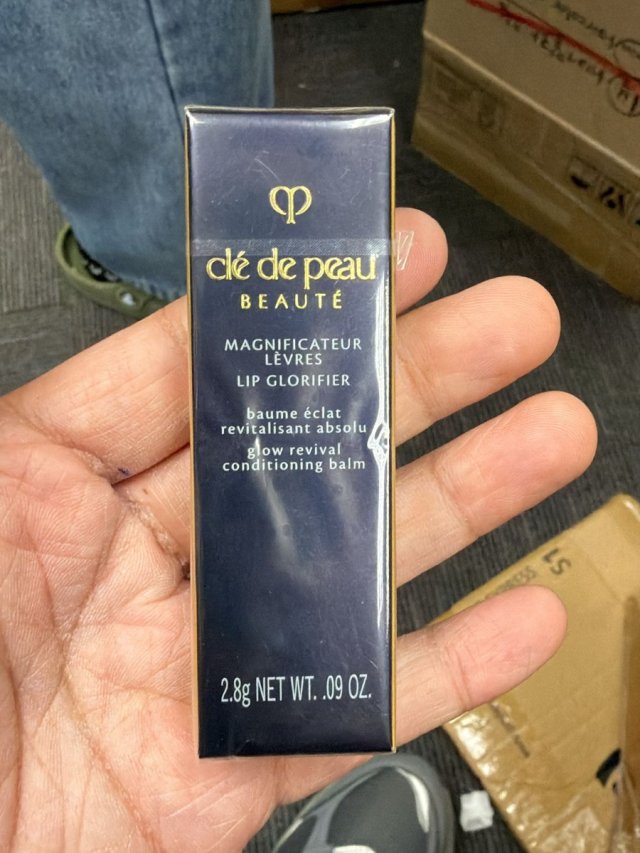 clé de peau
BEAUTÉ
MAGNIFICATEUR
LÈVRES
LIP GLORIFIER
baume éclat
revitalisant absolu
glow revival
conditioning balm
2.8g NET WT. .09 OZ.